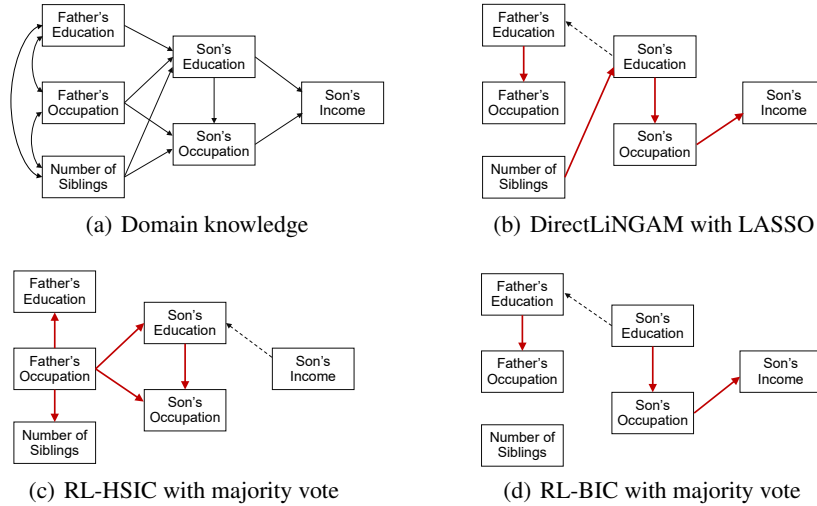 Father's
Education
Son's
Education
Father's
Occupation
Son's
Income
Son's
Occupation
Number of
Siblings
(a) Domain knowledge
Father's
Education
Son's
Education
Father's
Occupation
Son's
Income
Son's
Occupation
Number of
Siblings
(b) DirectLiNGAM with LASSO
Father's
Education
Son's
Education
Father's
Occupation
Son's
Income
Son's
Occupation
Number of
Siblings
(c) RL-HSIC with majority vote
Father's
Education
Son's
Education
Father's
Occupation
Son's
Income
Son's
Occupation
Number of
Siblings
(d) RL-BIC with majority vote